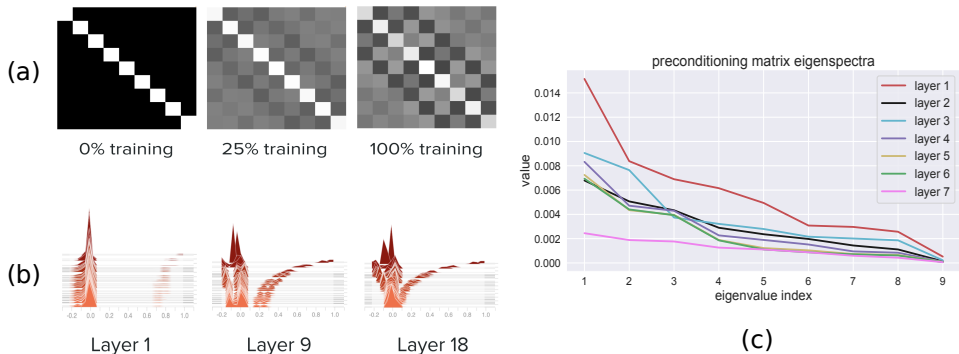 (a)
0% training 25% training 100% training
(b)
-0.2 0.0 0.2 0.4 0.6 0.8 1.0
-0.2 0.0 0.2 0.4 0.6 0.8 1.0
-0.2 0.0 0.2 0.4 0.6 0.8 1.0
Layer 1 Layer 9 Layer 18
preconditioning matrix eigenspectra
value
0.014
0.012
0.010
0.008
0.006
0.004
0.002
0.000
layer 1
layer 2
layer 3
layer 4
layer 5
layer 6
layer 7
1 2 3 4 5 6 7 8 9
eigenvalue index
(c)